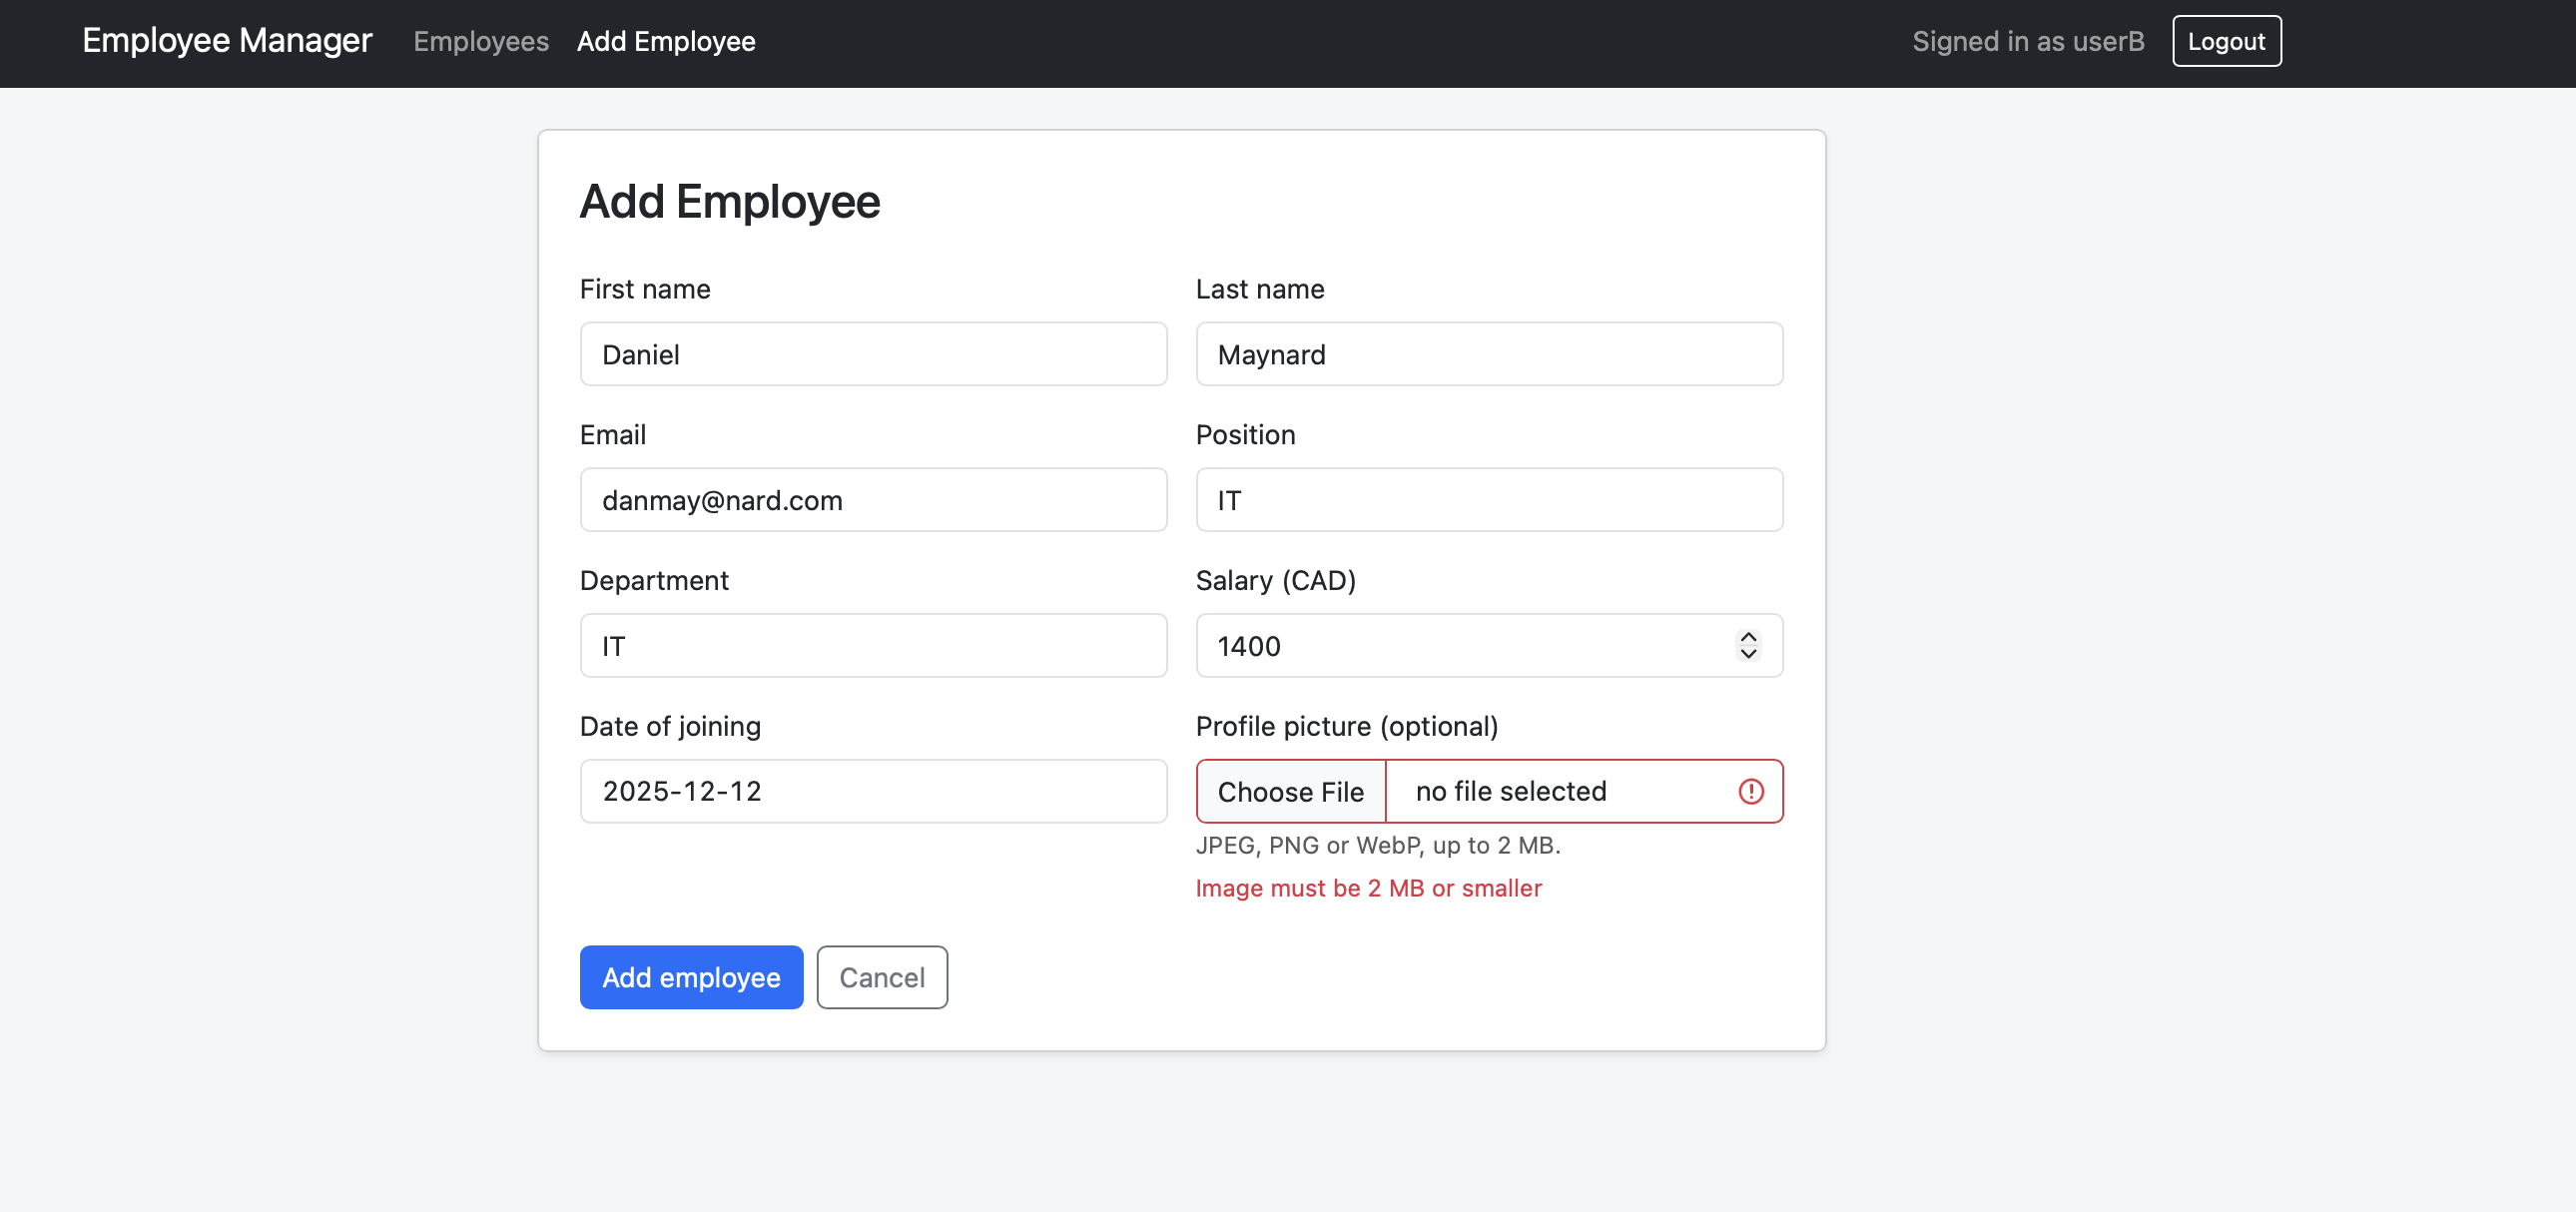 Employee Manager Employees Add Employee Signed in as userB Logout
Add Employee
First name Last name
Daniel Maynard
Email Position
danmay@nard.com IT
Department Salary (CAD)
IT 1400
Date of joining Profile picture (optional)
2025-12-12 Choose File no file selected
JPEG, PNG or WebP, up to 2 MB.
Image must be 2 MB or smaller
Add employee Cancel